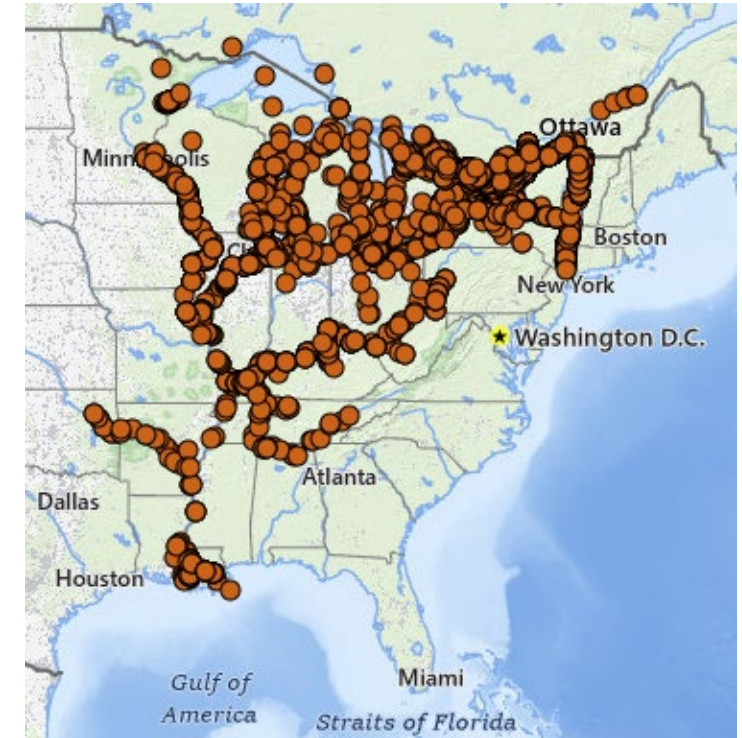 Ottawa
Minneapolis
Boston
New York
Washington D.C.
Atlanta
Dallas
Houston
Miami
Gulf of
America
Straits of Florida